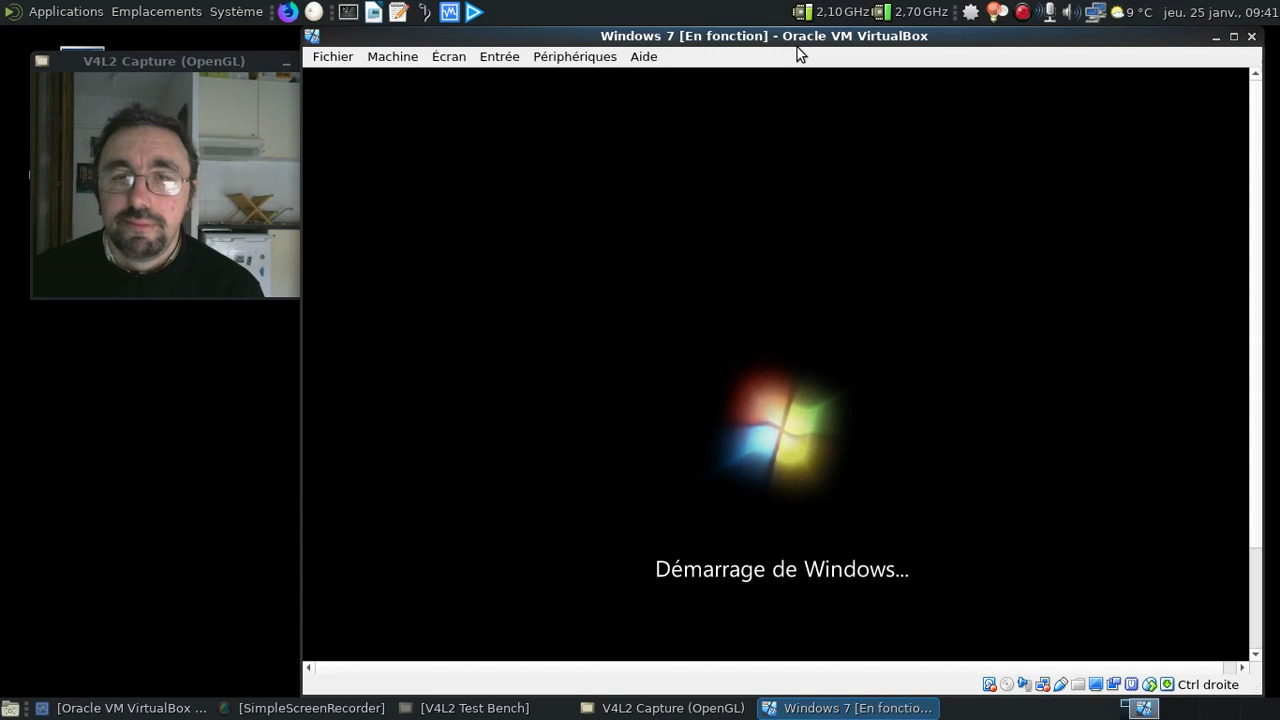 Applications Emplacements Système 2,10 GHz 2,70 GHz 9 °C jeu. 25 janv., 09:41
Windows 7 [En fonction] - Oracle VM VirtualBox
V4L2 Capture (OpenGL)
Fichier Machine Écran Entrée Périphériques Aide
Démarrage de Windows...
Ctrl droite
[Oracle VM VirtualBox ... [SimpleScreenRecorder] [V4L2 Test Bench] V4L2 Capture (OpenGL) Windows 7 [En fonctio...